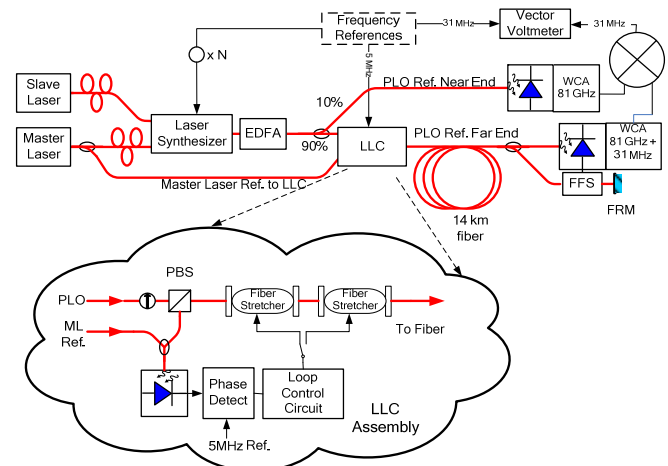 Frequency
References
31 MHz
Vector
Voltmeter
31 MHz
x N
5 MHz
Slave
Laser
10%
PLO Ref. Near End
WCA
81 GHz
Laser
Synthesizer
EDFA
Master
Laser
90%
LLC
PLO Ref. Far End
WCA
81 GHz +
31 MHz
Master Laser Ref. to LLC
FFS
14 km
fiber
FRM
PBS
PLO
Fiber
Stretcher
Fiber
Stretcher
ML
Ref.
To Fiber
Phase
Detect
Loop
Control
Circuit
LLC
Assembly
5MHz Ref.